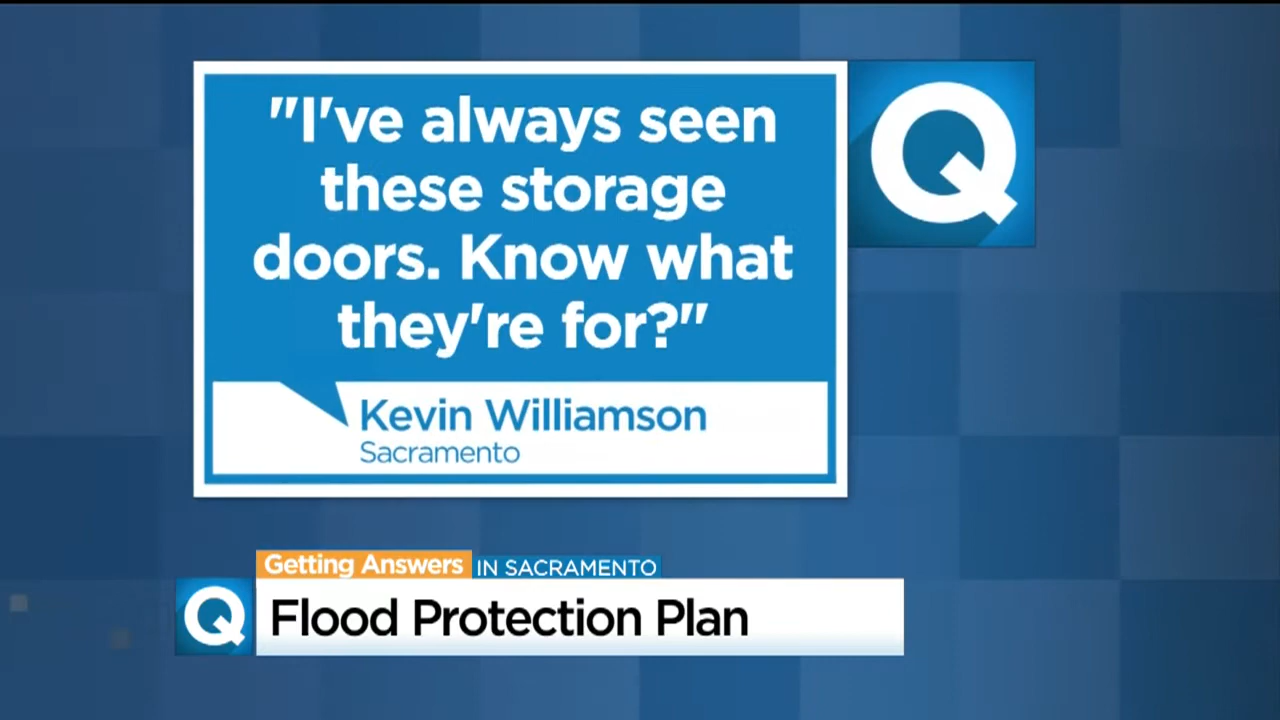 "I've always seen
these storage
doors. Know what
they're for?"
Q
Kevin Williamson
Sacramento
Getting Answers IN SACRAMENTO
Q Flood Protection Plan